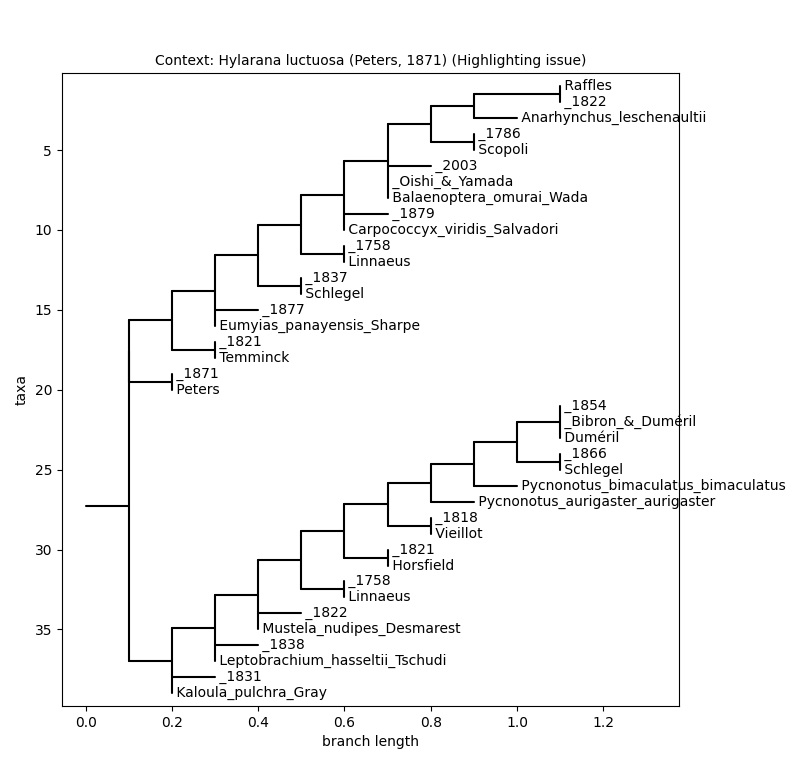 Context: Hylarana luctuosa (Peters, 1871) (Highlighting issue)
Raffles
_1822
Anarhynchus_leschenaultii
_1786
Scopoli
_2003
_Oishi_&_Yamada
Balaenoptera_omurai_Wada
_1879
Carpococcyx_viridis_Salvadori
_1758
Linnaeus
_1837
Schlegel
_1877
Eumyias_panayensis_Sharpe
_1821
Temminck
_1871
Peters
_1854
_Bibron_&_Duméril
Duméril
_1866
Schlegel
Pycnonotus_bimaculatus_bimaculatus
Pycnonotus_aurigaster_aurigaster
_1818
Vieillot
_1821
Horsfield
_1758
Linnaeus
_1822
Mustela_nudipes_Desmarest
_1838
Leptobrachium_hasseltii_Tschudi
_1831
Kaloula_pulchra_Gray
taxa
5
10
15
20
25
30
35
0.0 0.2 0.4 0.6 0.8 1.0 1.2
branch length